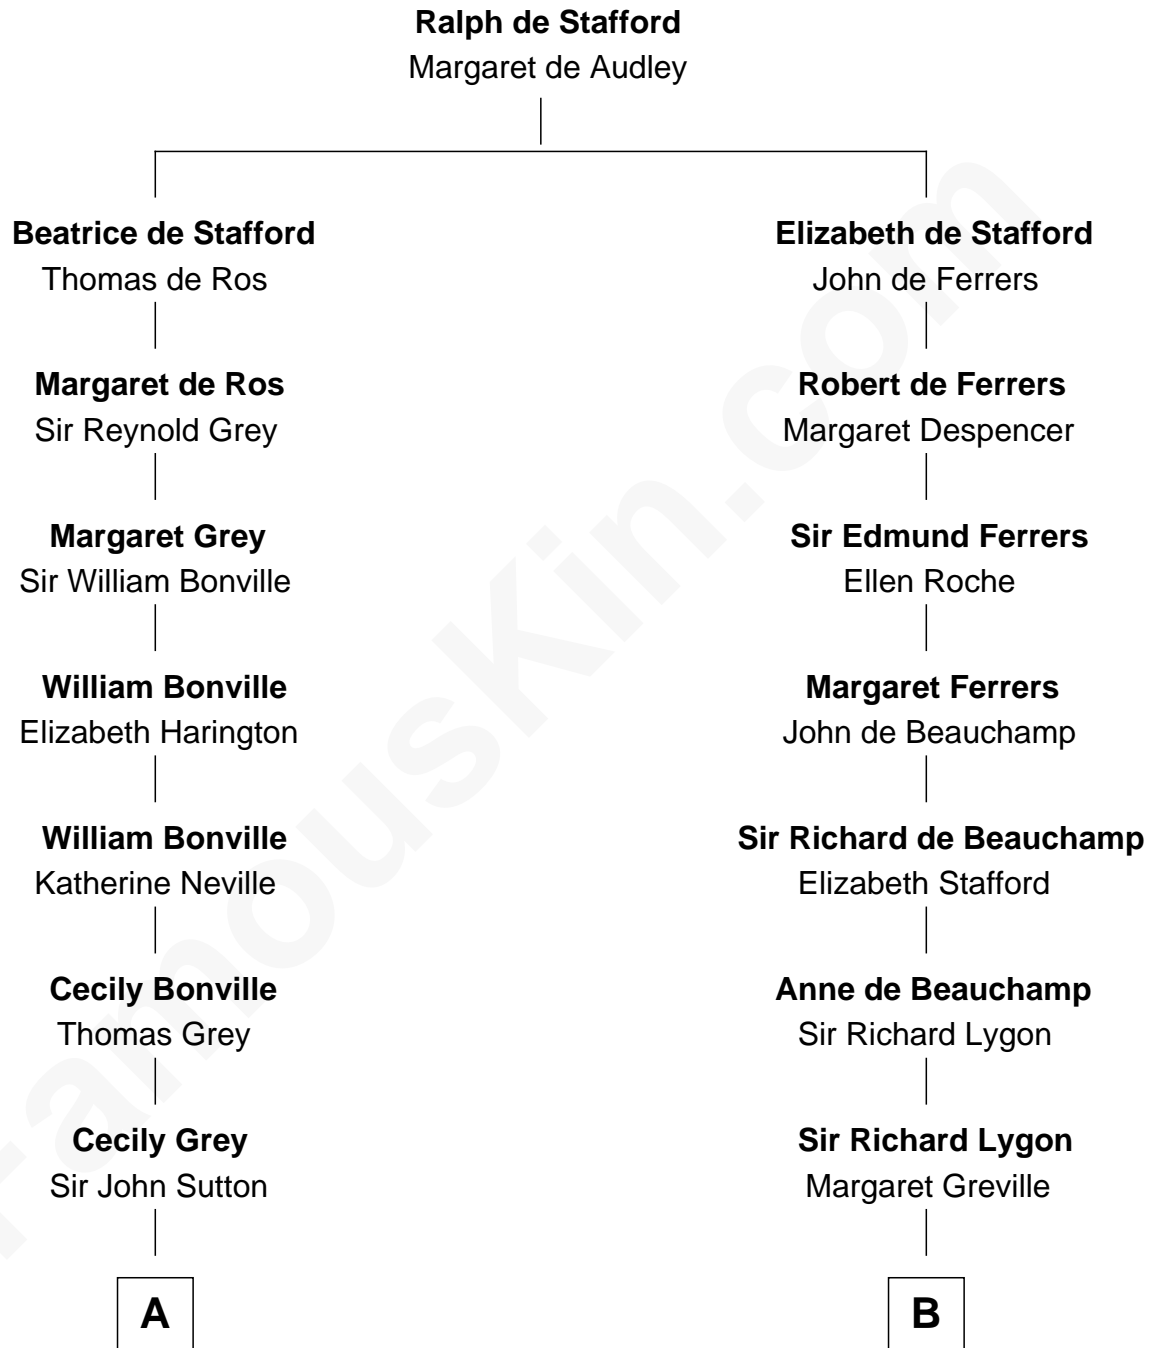 Ralph de Stafford
Margaret de Audley
Beatrice de Stafford
Thomas de Ros
Margaret de Ros
Sir Reynold Grey
Margaret Grey
Sir William Bonville
William Bonville
Elizabeth Harington
William Bonville
Katherine Neville
Cecily Bonville
Thomas Grey
Cecily Grey
Sir John Sutton
A
Elizabeth de Stafford
John de Ferrers
Robert de Ferrers
Margaret Despencer
Sir Edmund Ferrers
Ellen Roche
Margaret Ferrers
John de Beauchamp
Sir Richard de Beauchamp
Elizabeth Stafford
Anne de Beauchamp
Sir Richard Lygon
Sir Richard Lygon
Margaret Greville
B
FamousKin.com